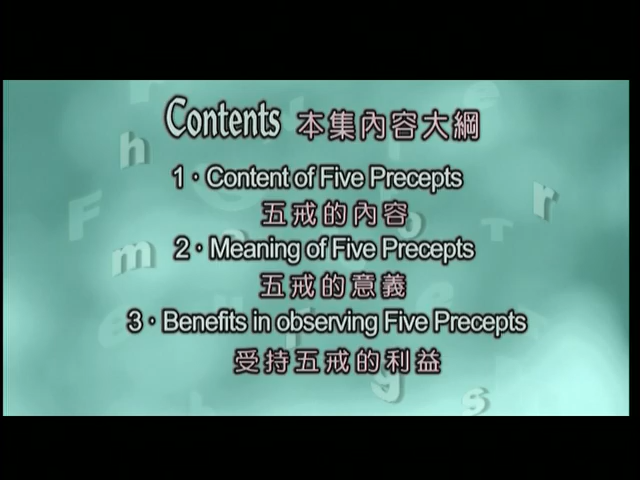 Contents 本集內容大綱
1・Content of Five Precepts
五戒的內容
2・Meaning of Five Precepts
五戒的意義
3・Benefits in observing Five Precepts
受持五戒的利益